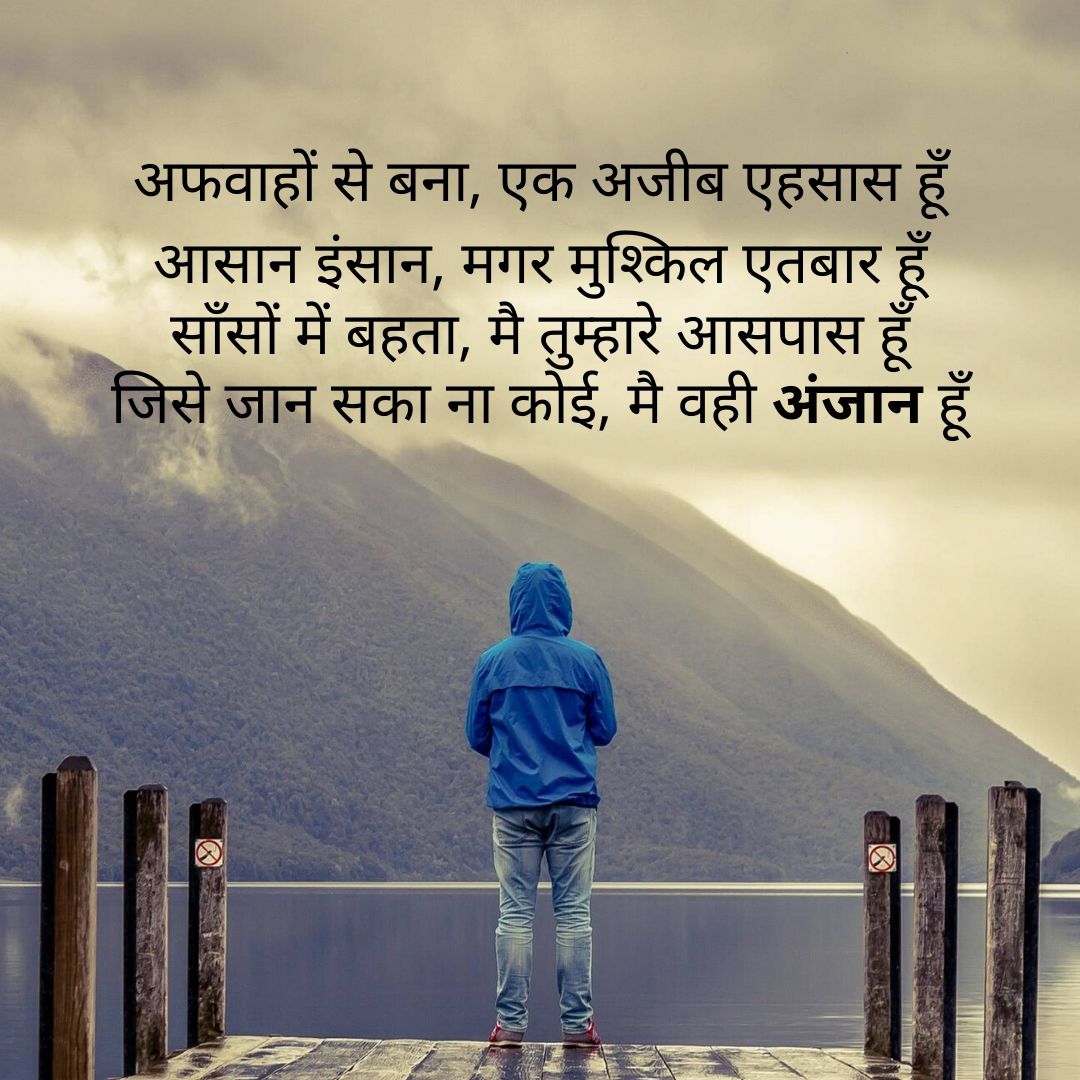 अफवाहों से बना, एक अजीब एहसास हूँ
आसान इंसान, मगर मुश्किल एतबार हूँ
साँसों में बहता, मै तुम्हारे आसपास हूँ
जिसे जान सका ना कोई, मै वही अंजान हूँ